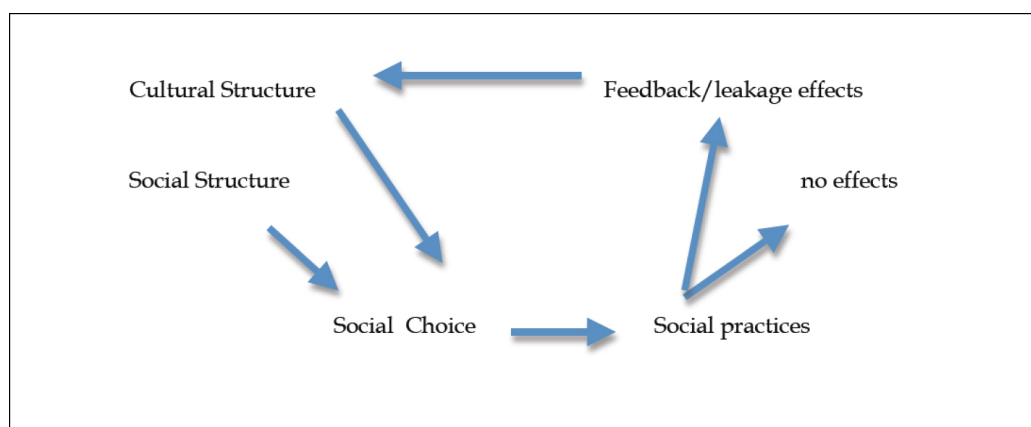 Cultural Structure
Feedback/leakage effects
Social Structure
no effects
Social Choice
Social practices